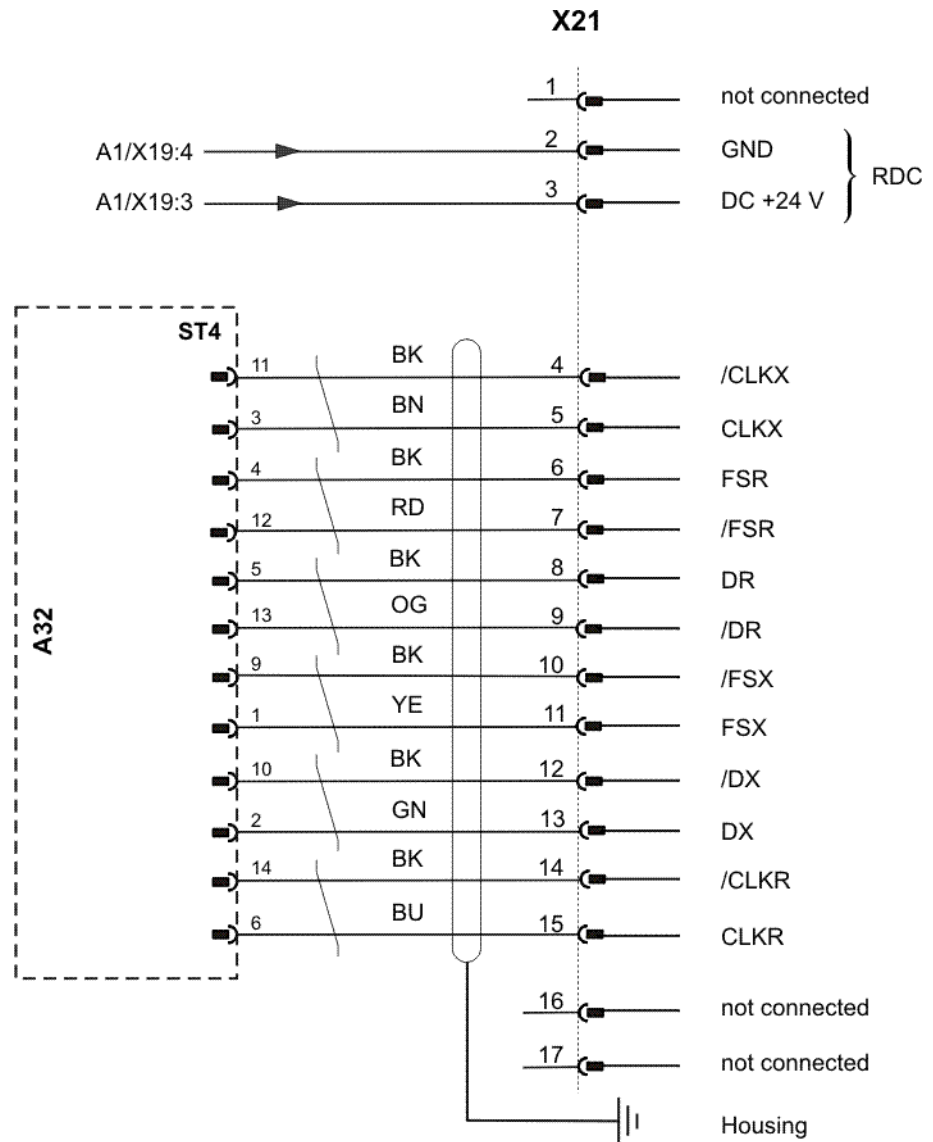 X21
1 not connected
A1/X19:4 2 GND
RDC
A1/X19:3 3 DC +24 V
ST4
11 BK 4 /CLKX
3 BN 5 CLKX
4 BK 6 FSR
12 RD 7 /FSR
5 BK 8 DR
13 OG 9 /DR
A32
9 BK 10 /FSX
1 YE 11 FSX
10 BK 12 /DX
2 GN 13 DX
14 BK 14 /CLKR
6 BU 15 CLKR
16 not connected
17 not connected
Housing